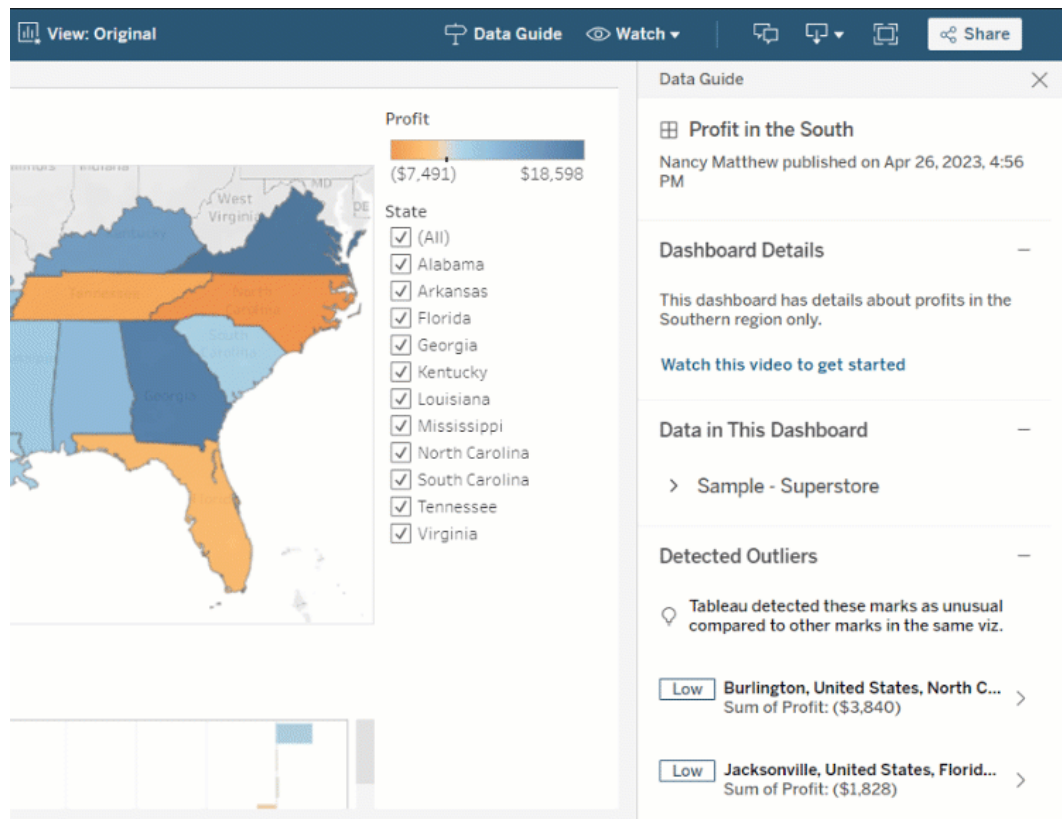 View: Original
Data Guide
Watch
Share
Profit
($7,491)
$18,598
State
(All)
Alabama
Arkansas
Florida
Georgia
Kentucky
Louisiana
Mississippi
North Carolina
South Carolina
Tennessee
Virginia
Indiana
MD
West
Virginia
DE
Kentucky
Tennessee
North
Carolina
South
Carolina
Georgia
Florida
Data Guide
Profit in the South
Nancy Matthew published on Apr 26, 2023, 4:56
PM
Dashboard Details
This dashboard has details about profits in the
Southern region only.
Watch this video to get started
Data in This Dashboard
Sample - Superstore
Detected Outliers
Tableau detected these marks as unusual
compared to other marks in the same viz.
Low
Burlington, United States, North C...
Sum of Profit: ($3,840)
Low
Jacksonville, United States, Florid...
Sum of Profit: ($1,828)